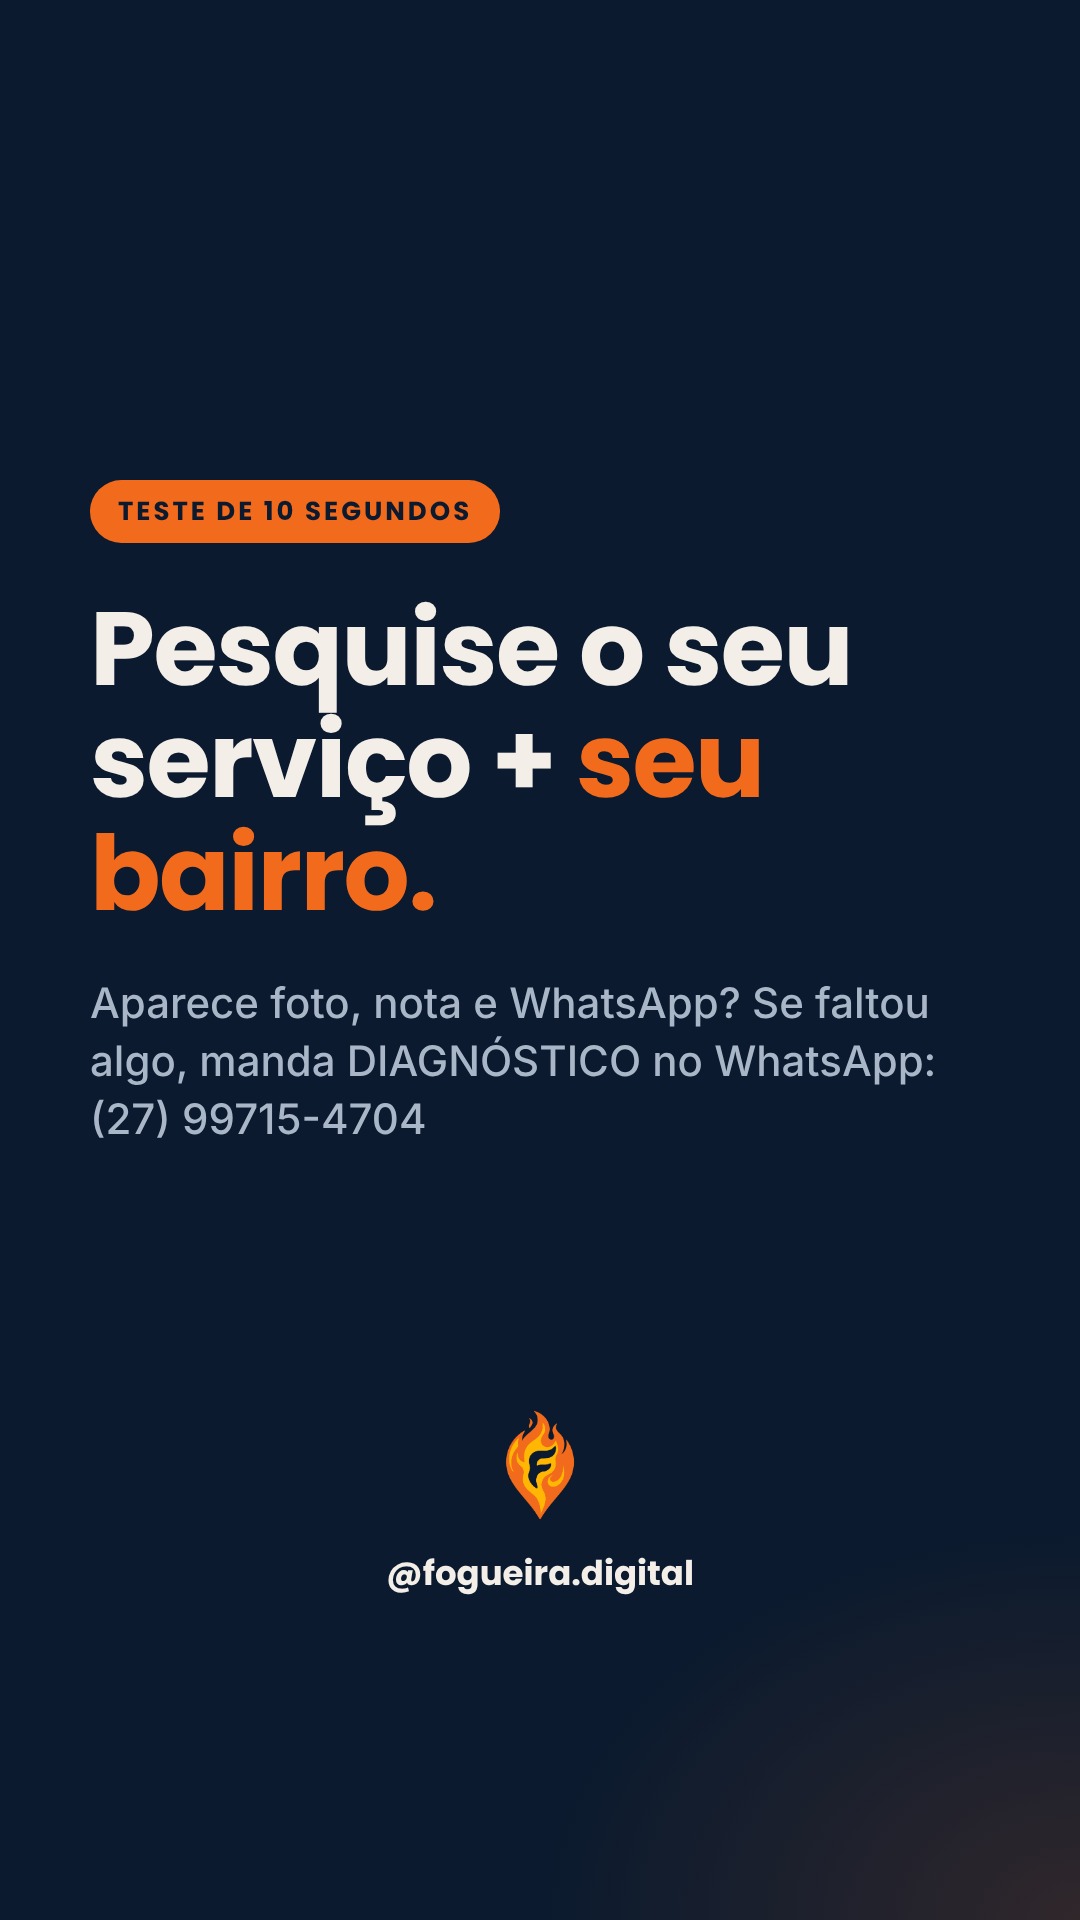 TESTE DE 10 SEGUNDOS
Pesquise o seu
serviço + seu
bairro.
Aparece foto, nota e WhatsApp? Se faltou
algo, manda DIAGNÓSTICO no WhatsApp:
(27) 99715-4704
F
@fogueira.digital